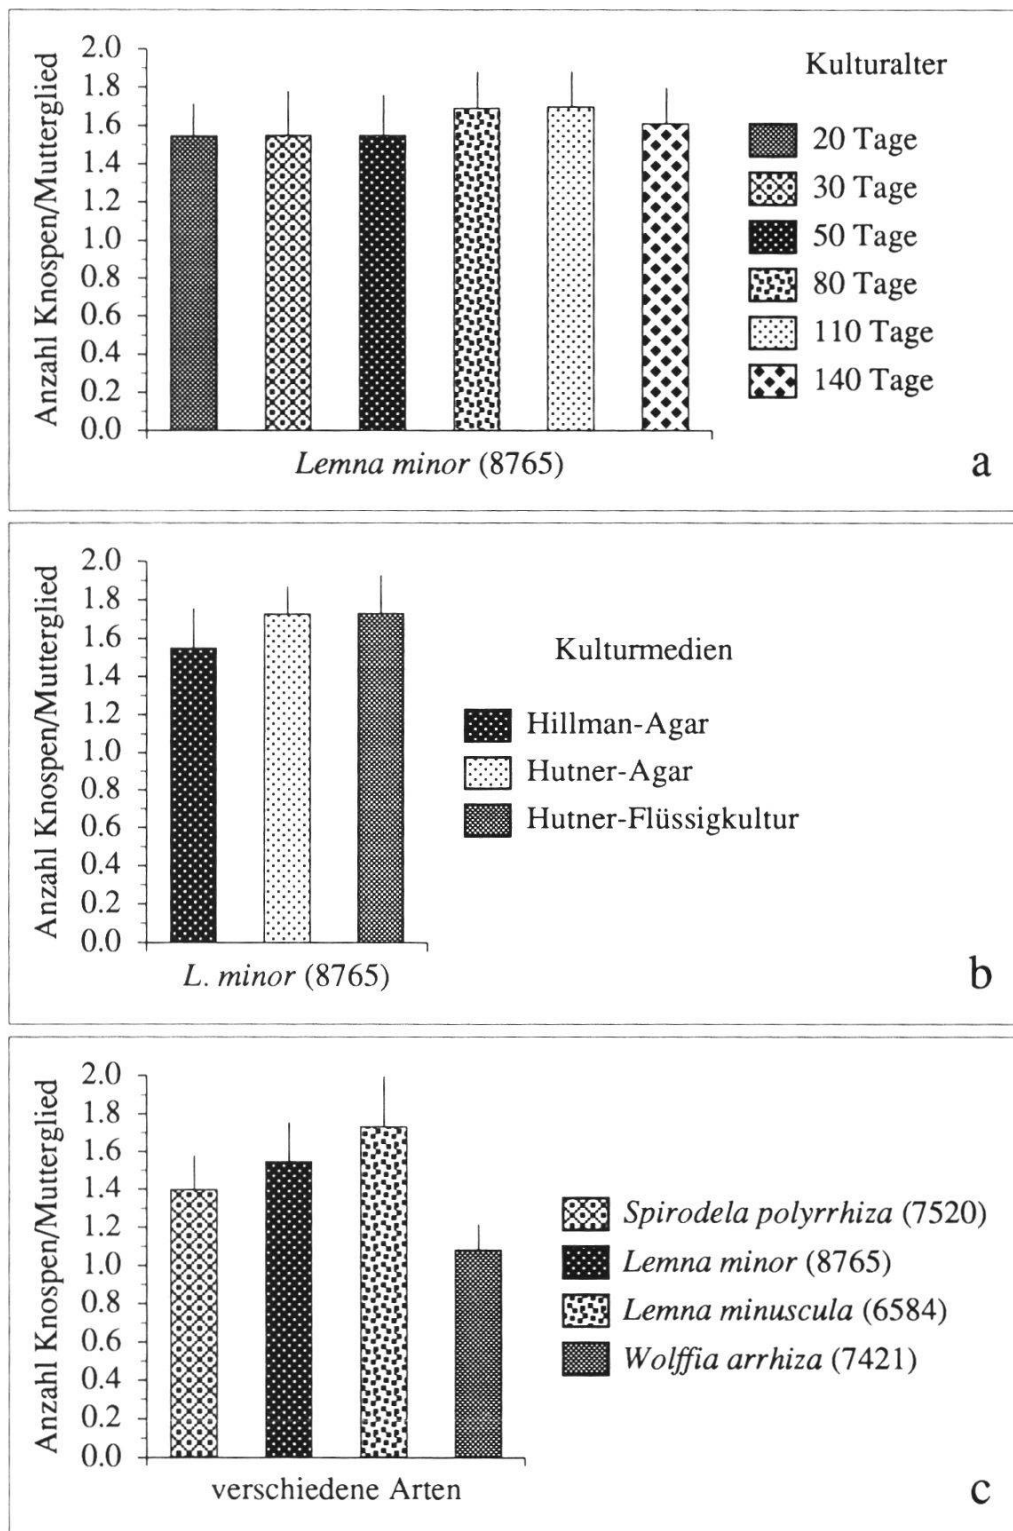 Anzahl Knospen/Mutterglied
2.0
1.8
1.6
1.4
1.2
1.0
0.8
0.6
0.4
0.2
0.0
Lemna minor (8765)
Kulturalter
20 Tage
30 Tage
50 Tage
80 Tage
110 Tage
140 Tage
a
Anzahl Knospen/Mutterglied
2.0
1.8
1.6
1.4
1.2
1.0
0.8
0.6
0.4
0.2
0.0
L. minor (8765)
Kulturmedien
Hillman-Agar
Hutner-Agar
Hutner-Flüssigkultur
b
Anzahl Knospen/Mutterglied
2.0
1.8
1.6
1.4
1.2
1.0
0.8
0.6
0.4
0.2
0.0
verschiedene Arten
Spirodela polyrrhiza (7520)
Lemna minor (8765)
Lemna minuscula (6584)
Wolffia arrhiza (7421)
c